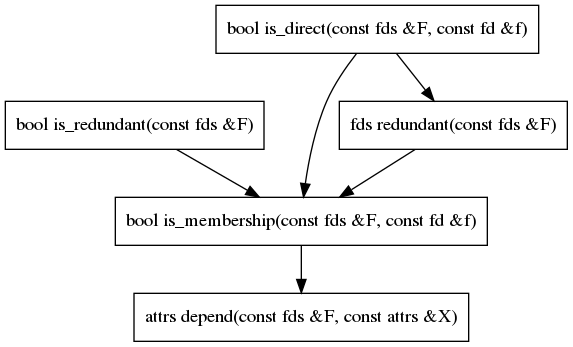 bool is_direct(const fds &F, const fd &f)
bool is_redundant(const fds &F)
fds redundant(const fds &F)
bool is_membership(const fds &F, const fd &f)
attrs depend(const fds &F, const attrs &X)